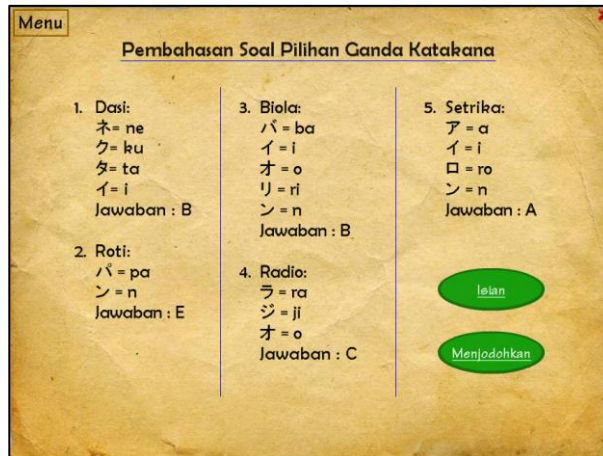 Menu
Pembahasan Soal Pilihan Ganda Katakana
1. Dasi:
ネ= ne
ク= ku
タ= ta
イ= i
Jawaban : B
2. Roti:
パ = pa
ン = n
Jawaban : E
3. Biola:
バ = ba
イ = i
オ = o
リ = ri
ン = n
Jawaban : B
4. Radio:
ラ = ra
ジ = ji
オ = o
Jawaban : C
5. Setrika:
ア = a
イ = i
ロ = ro
ン = n
Jawaban : A
Isian
Menjodohkan